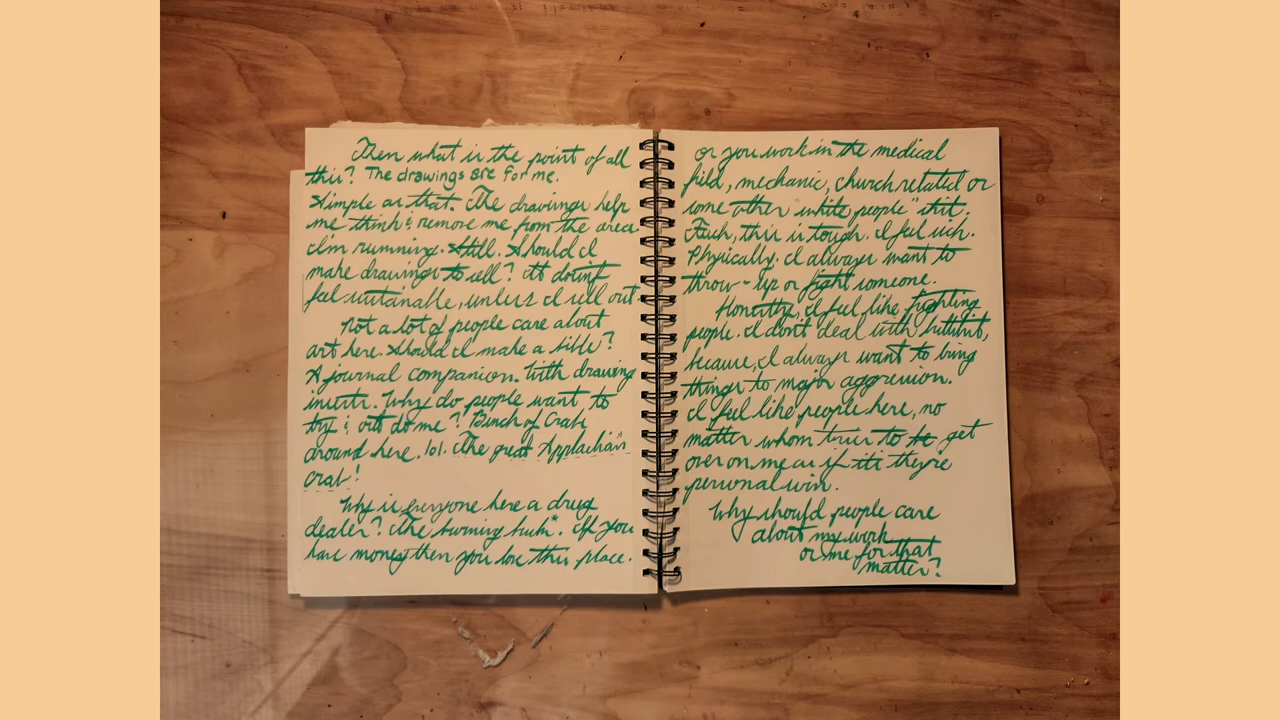 Then what is the point of all
this? The drawings are for me.
Simple as that. The drawings help
me think & remove me from the area
I'm running. Still. Should I
make drawings to sell? It doesnt
feel sustainable, unless I sell out.
Not a lot of people care about
art here. Should I make a bible?
A journal companion. With drawing
inserts. Why do people want to
try & out do me? Bunch of Crabs
around here. lol. The great Applachian
crab!
Why is everyone here a drug
dealer? The burning bush". If you
have money then you love this place.
or you work in the medical
field, mechanic, church related or
some other "white people" shit.
Fuck, this is tough. I feel sick.
Physically. I always want to
throw-up or fight someone.
Honestly, I feel like fighting
people. I don't deal with bullshit,
because, I always want to bring
things to major aggression.
I feel like people here, no
matter whom tries to get
over on me as if its they're
personal win.
Why should people care
about my work
or me for that
matter?